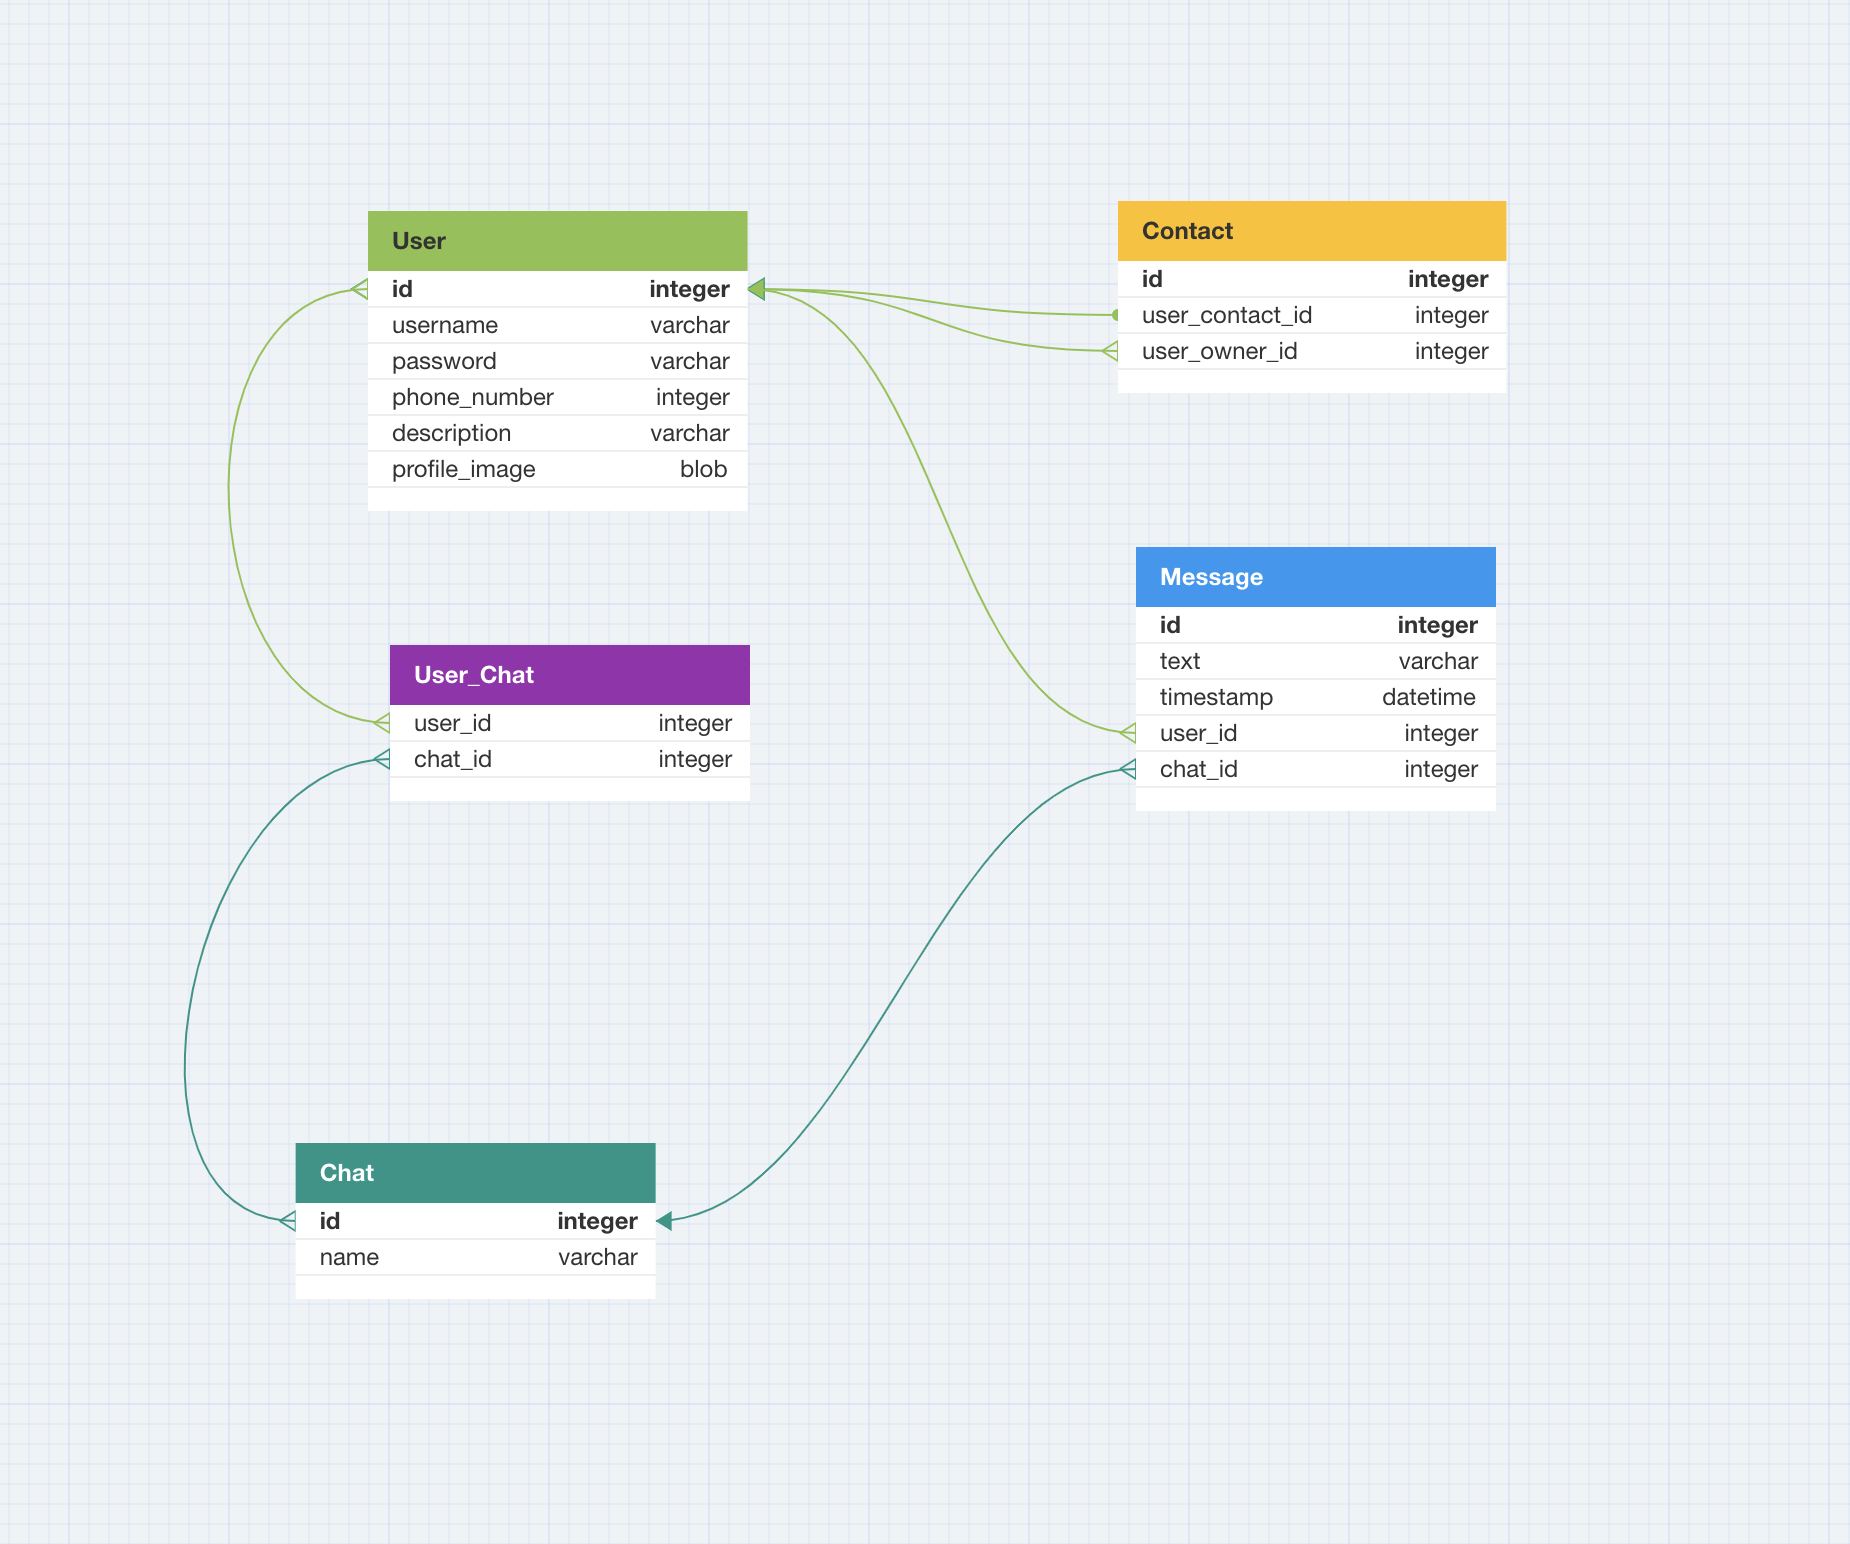 User
id integer
username varchar
password varchar
phone_number integer
description varchar
profile_image blob
Contact
id integer
user_contact_id integer
user_owner_id integer
Message
id integer
text varchar
timestamp datetime
user_id integer
chat_id integer
User_Chat
user_id integer
chat_id integer
Chat
id integer
name varchar